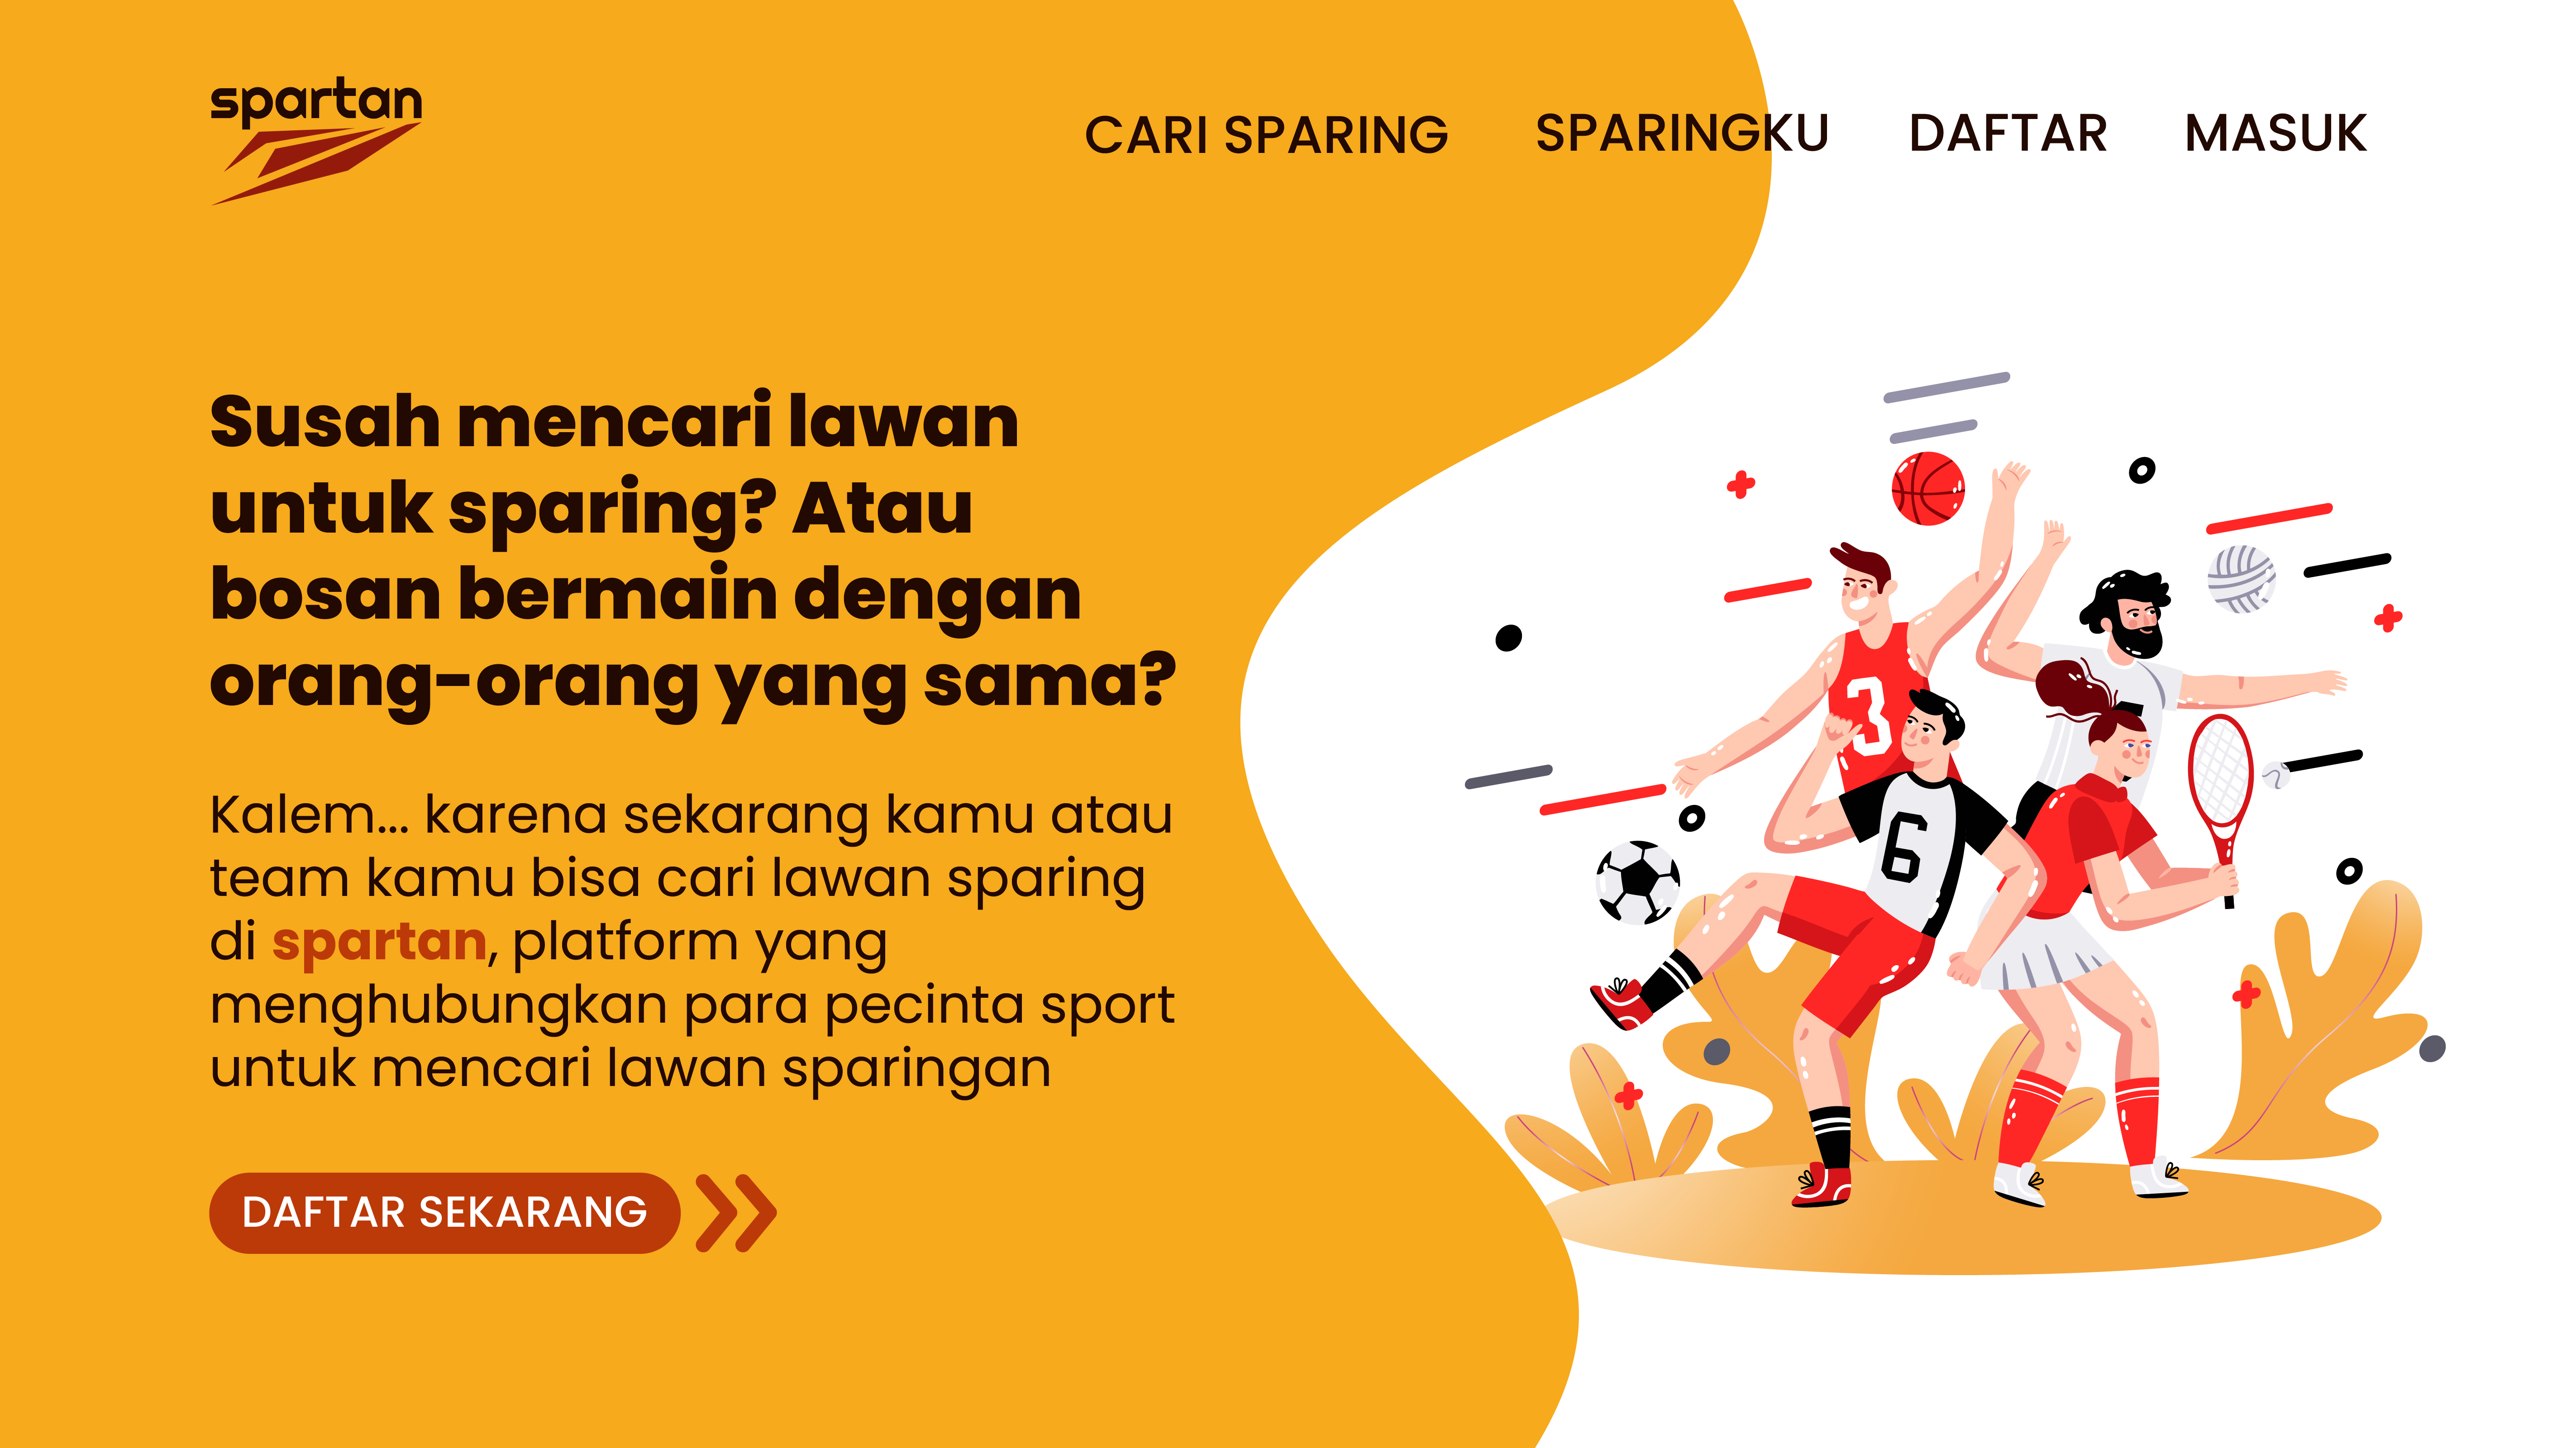 spartan
CARI SPARING
SPARINGKU
DAFTAR
MASUK
Susah mencari lawan
untuk sparing? Atau
bosan bermain dengan
orang-orang yang sama?
Kalem... karena sekarang kamu atau
team kamu bisa cari lawan sparing
di spartan, platform yang
menghubungkan para pecinta sport
untuk mencari lawan sparingan
DAFTAR SEKARANG
3
6